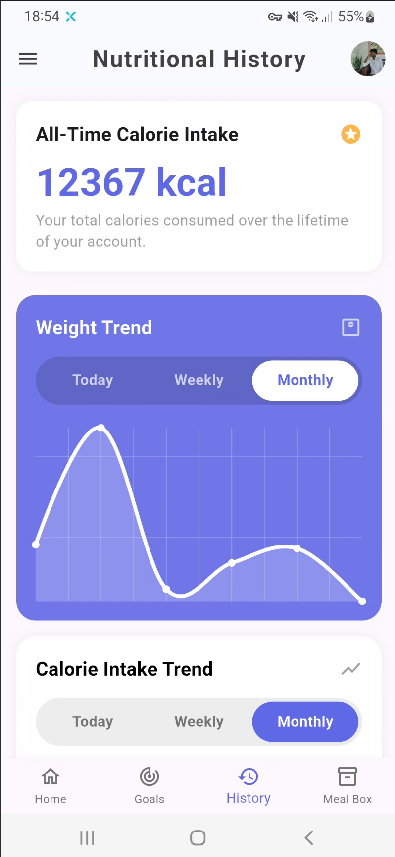 18:54
55%
Nutritional History
All-Time Calorie Intake
12367 kcal
Your total calories consumed over the lifetime
of your account.
Weight Trend
Today Weekly Monthly
Calorie Intake Trend
Today Weekly Monthly
Home Goals History Meal Box